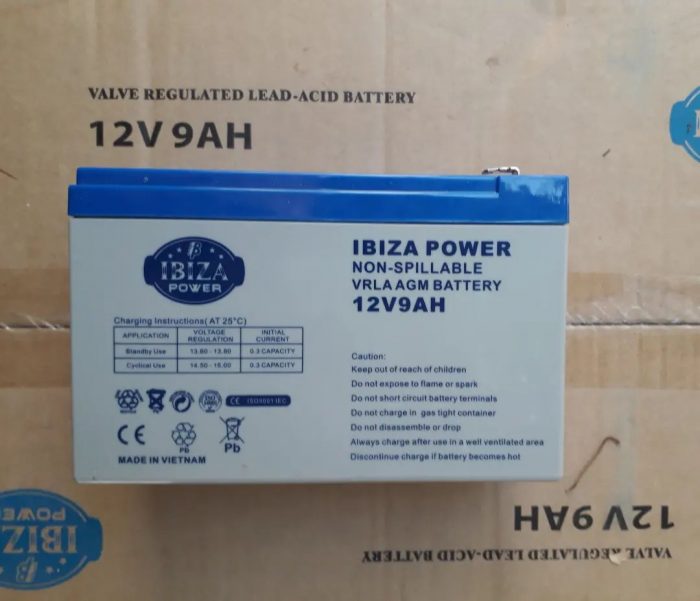 VALVE REGULATED LEAD-ACID BATTERY
12V 9AH
IBIZA
POWER
IBIZA POWER
NON-SPILLABLE
VRLA AGM BATTERY
12V9AH
Charging Instructions( AT 25°C)
APPLICATION VOLTAGE REGULATION INITIAL CURRENT
Standby Use 13.60 - 13.80 0.3 CAPACITY
Cyclical Use 14.50 - 15.00 0.3 CAPACITY
Caution:
Keep out of reach of children
Do not expose to flame or spark
Do not short circuit battery terminals
Do not charge in gas tight container
Do not disassemble or drop
Always charge after use in a well ventilated area
Discontinue charge if battery becomes hot
CE ISO9001 IEC
CE
Pb
Pb
MADE IN VIETNAM
IBIZA
POWER
12V 9AH
VALVE REGULATED LEAD-ACID BATTERY